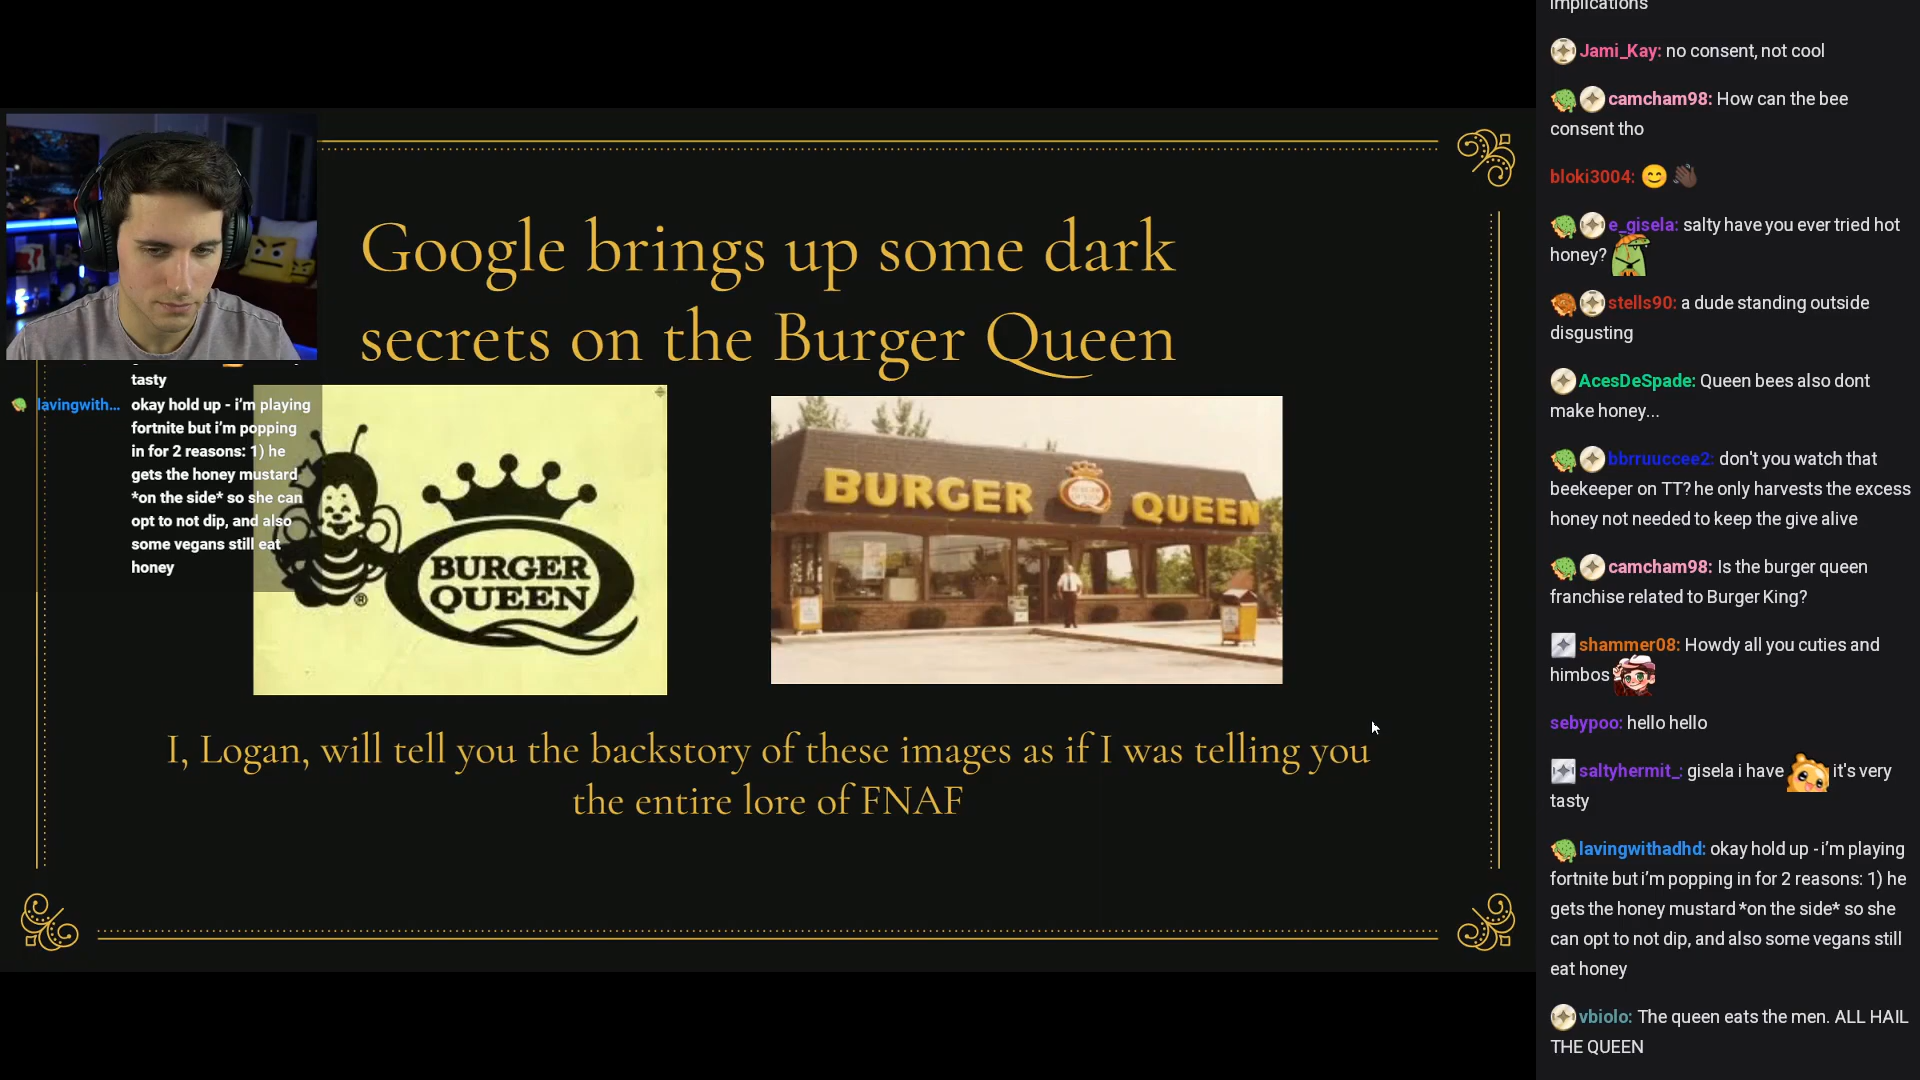 Google brings up some dark
secrets on the Burger Queen
tasty
lavingwith... okay hold up - i'm playing
fortnite but i'm popping
in for 2 reasons: 1) he
gets the honey mustard
*on the side* so she can
opt to not dip, and also
some vegans still eat
honey
BURGER
QUEEN
®
BURGER QUEEN
I, Logan, will tell you the backstory of these images as if I was telling you
the entire lore of FNAF
implications
Jami_Kay: no consent, not cool
camcham98: How can the bee
consent tho
bloki3004: 😊👋🏿
e_gisela: salty have you ever tried hot
honey?
stells90: a dude standing outside
disgusting
AcesDeSpade: Queen bees also dont
make honey...
bbrruuccee2: don't you watch that
beekeeper on TT? he only harvests the excess
honey not needed to keep the give alive
camcham98: Is the burger queen
franchise related to Burger King?
shammer08: Howdy all you cuties and
himbos
sebypoo: hello hello
saltyhermit_: gisela i have it's very
tasty
lavingwithadhd: okay hold up - i'm playing
fortnite but i'm popping in for 2 reasons: 1) he
gets the honey mustard *on the side* so she
can opt to not dip, and also some vegans still
eat honey
vbiolo: The queen eats the men. ALL HAIL
THE QUEEN